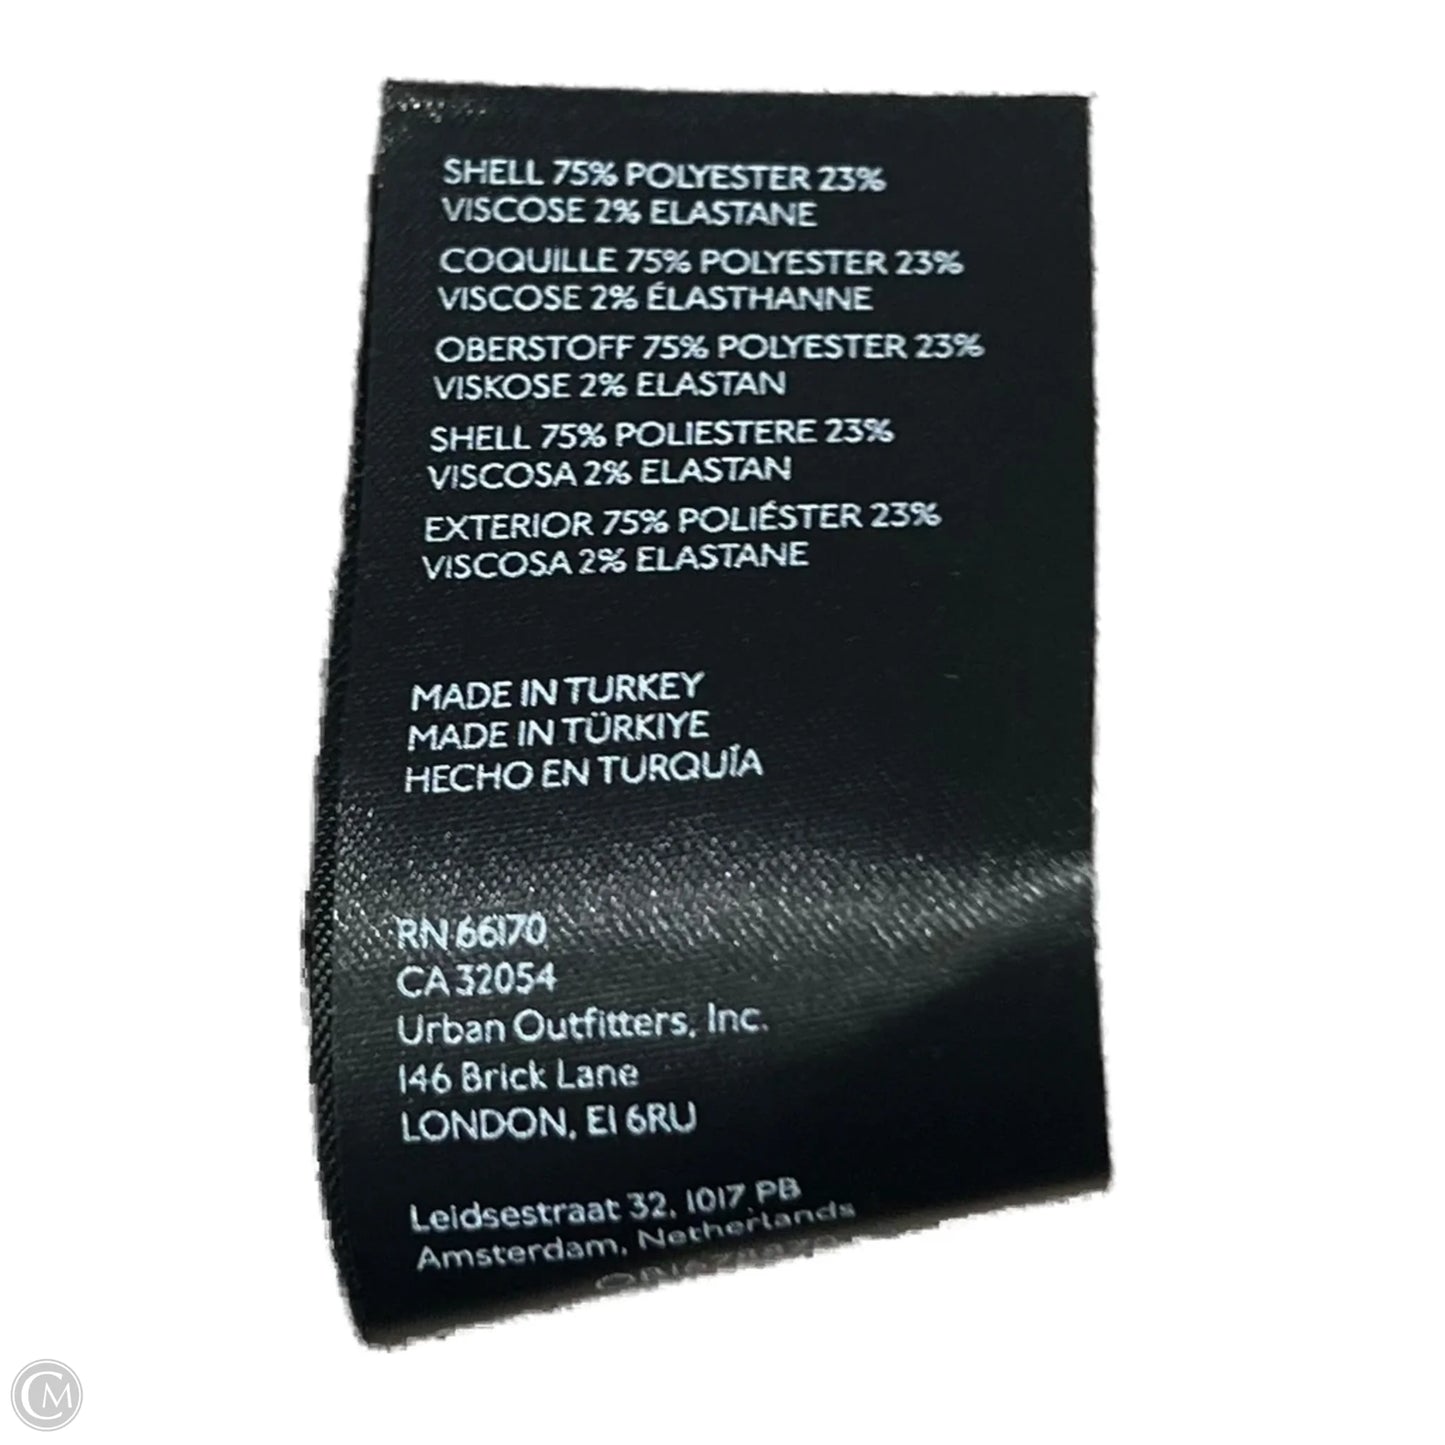 SHELL 75% POLYESTER 23%
VISCOSE 2% ELASTANE
COQUILLE 75% POLYESTER 23%
VISCOSE 2% ÉLASTHANNE
OBERSTOFF 75% POLYESTER 23%
VISKOSE 2% ELASTAN
SHELL 75% POLIESTERE 23%
VISCOSA 2% ELASTAN
EXTERIOR 75% POLIÉSTER 23%
VISCOSA 2% ELASTANE
MADE IN TURKEY
MADE IN TÜRKIYE
HECHO EN TURQUÍA
RN 66170
CA 32054
Urban Outfitters, Inc.
146 Brick Lane
LONDON, E1 6RU
Leidsestraat 32, 1017 PB
Amsterdam, Netherlands
CM